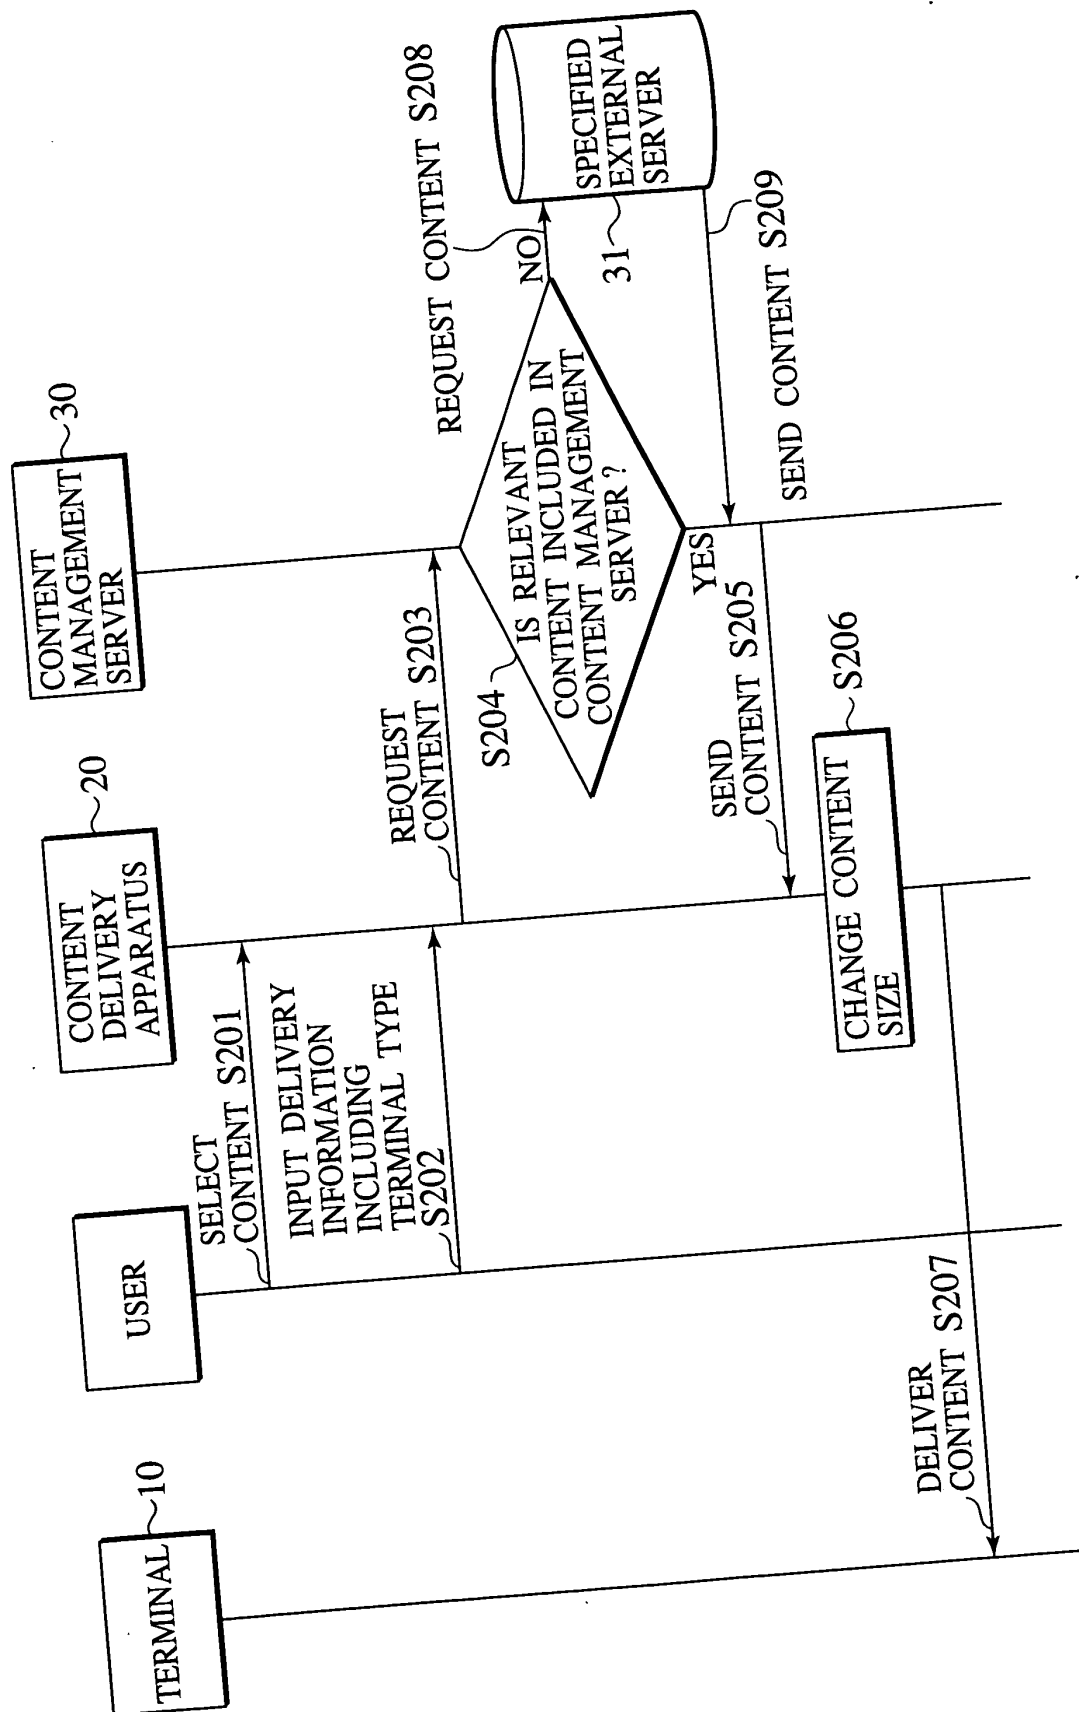 TERMINAL
10
USER
CONTENT
DELIVERY
APPARATUS
20
CONTENT
MANAGEMENT
SERVER
30
SELECT
CONTENT S201
INPUT DELIVERY
INFORMATION
INCLUDING
TERMINAL TYPE
S202
REQUEST
CONTENT S203
S204
IS RELEVANT
CONTENT INCLUDED IN
CONTENT MANAGEMENT
SERVER ?
NO
REQUEST CONTENT S208
SPECIFIED
EXTERNAL
SERVER
31
SEND CONTENT S209
YES
SEND
CONTENT S205
CHANGE CONTENT
SIZE
S206
DELIVER
CONTENT S207